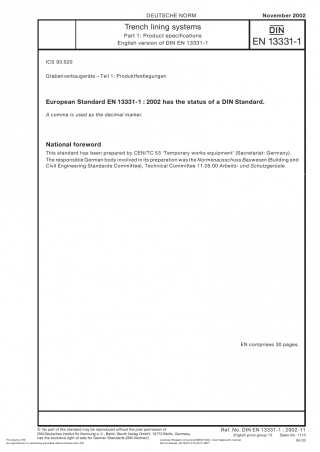 DEUTSCHE NORM
November 2002
Trench lining systems
Part 1: Product specifications
English version of DIN EN 13331-1
DIN
EN 13331-1
ICS 93.020
Grabenverbaugeräte – Teil 1: Produktfestlegungen
European Standard EN 13331-1 : 2002 has the status of a DIN Standard.
A comma is used as the decimal marker.
National foreword
This standard has been prepared by CEN/TC 53 'Temporary works equipment' (Secretariat: Germany).
The responsible German body involved in its preparation was the Normenausschuss Bauwesen (Building and
Civil Engineering Standards Committee), Technical Committee 11.05.00 Arbeits- und Schutzgerüste.
EN comprises 30 pages.
© No part of this standard may be reproduced without the prior permission of
DIN Deutsches Institut für Normung e. V., Berlin. Beuth Verlag GmbH, 10772 Berlin, Germany,
has the exclusive right of sale for German Standards (DIN-Normen).
Ref. No. DIN EN 13331-1 : 2002-11
English price group 13 Sales No. 1113
04.03